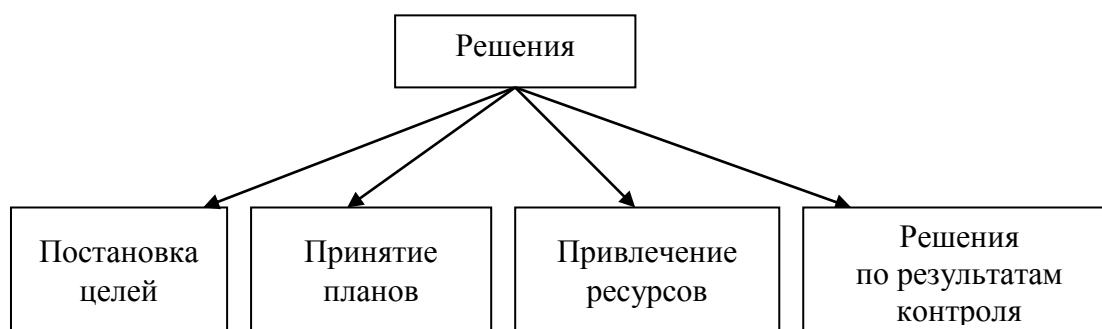 Решения
Постановка
целей
Принятие
планов
Привлечение
ресурсов
Решения
по результатам
контроля